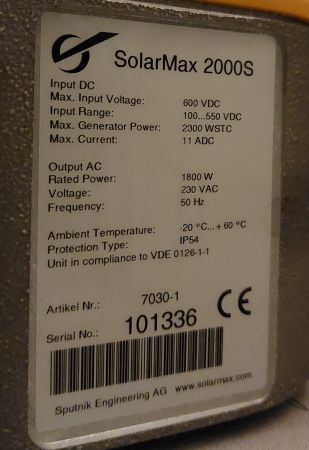 SolarMax 2000S
Input DC
Max. Input Voltage: 600 VDC
Input Range: 100...550 VDC
Max. Generator Power: 2300 WSTC
Max. Current: 11 ADC
Output AC
Rated Power: 1800 W
Voltage: 230 VAC
Frequency: 50 Hz
Ambient Temperature: -20 °C...+ 60 °C
Protection Type: IP54
Unit in compliance to VDE 0126-1-1
Artikel Nr.: 7030-1 CE
Serial No.: 101336
Sputnik Engineering AG www.solarmax.com